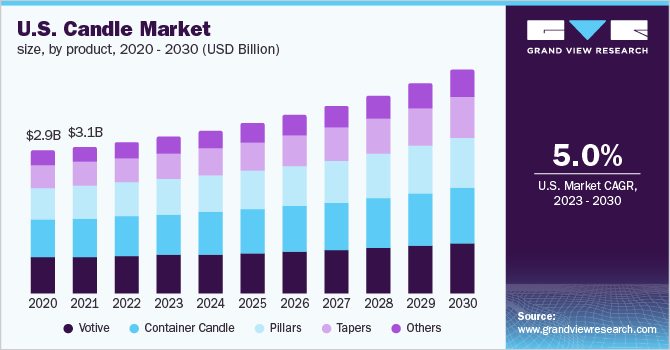 U.S. Candle Market
size, by product, 2020 - 2030 (USD Billion)
$2.9B
$3.1B
2020 2021 2022 2023 2024 2025 2026 2027 2028 2029 2030
Votive Container Candle Pillars Tapers Others
GRAND VIEW RESEARCH
5.0%
U.S. Market CAGR,
2023 - 2030
Source:
www.grandviewresearch.com